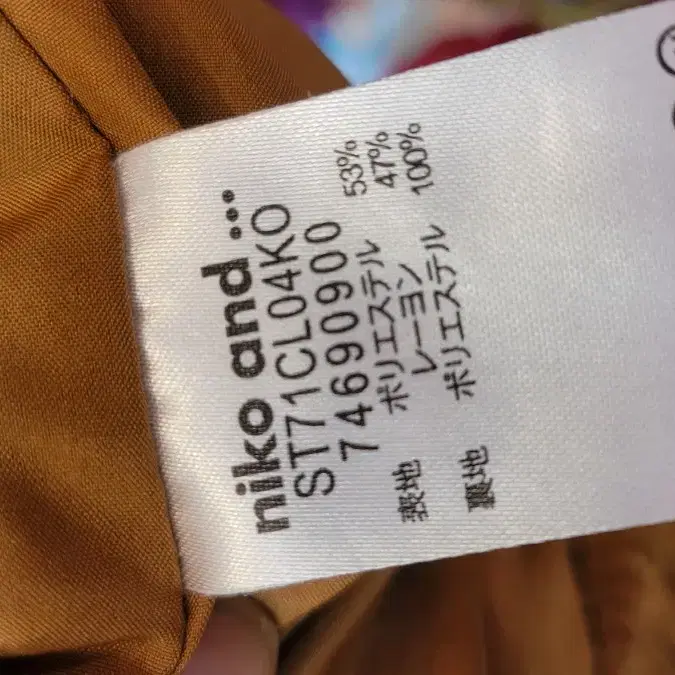 niko and ...
ST71CL04KO
74690900
表地 ポリエステル 53%
レーヨン 47%
裏地 ポリエステル 100%